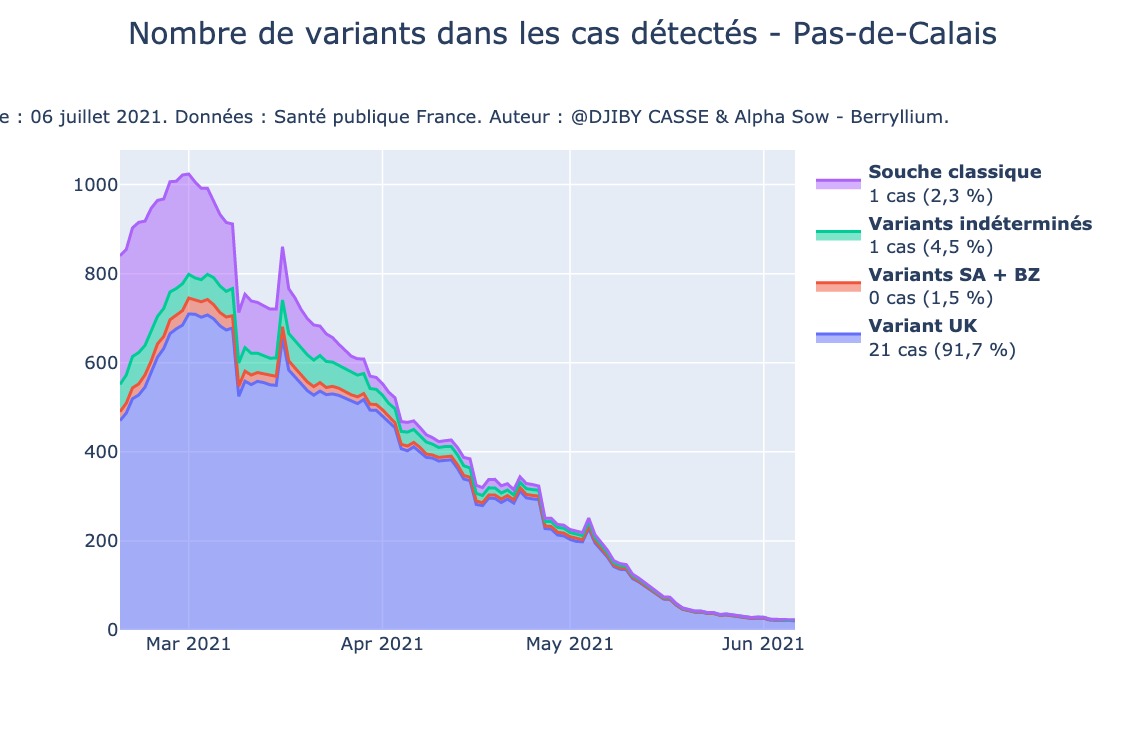 Nombre de variants dans les cas détectés - Pas-de-Calais
e : 06 juillet 2021. Données : Santé publique France. Auteur : @DJIBY CASSE & Alpha Sow - Berryllium.
Souche classique
1 cas (2,3 %)
Variants indéterminés
1 cas (4,5 %)
Variants SA + BZ
0 cas (1,5 %)
Variant UK
21 cas (91,7 %)
1000
800
600
400
200
0
Mar 2021
Apr 2021
May 2021
Jun 2021